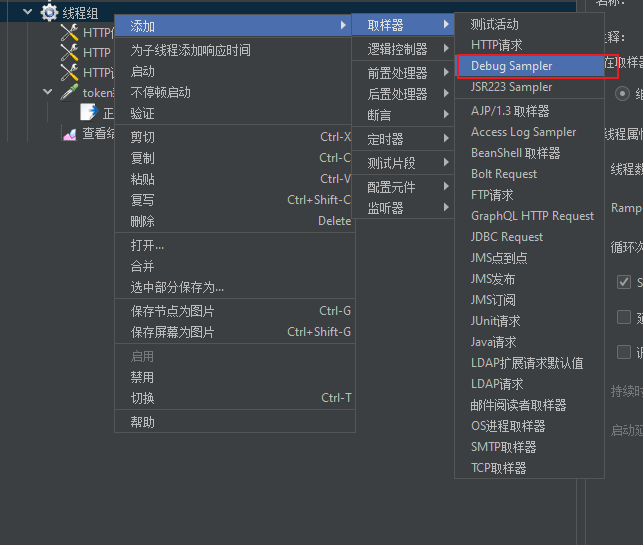 线程组
HTTP
HTTP
HTTP
token
正
查看结
添加
为子线程添加响应时间
启动
不停顿启动
验证
剪切 Ctrl-X
复制 Ctrl-C
粘贴 Ctrl-V
复写 Ctrl+Shift-C
删除 Delete
打开...
合并
选中部分保存为...
保存节点为图片 Ctrl-G
保存屏幕为图片 Ctrl+Shift-G
启用
禁用
切换 Ctrl-T
帮助
取样器
逻辑控制器
前置处理器
后置处理器
断言
定时器
测试片段
配置元件
监听器
测试活动
HTTP请求
Debug Sampler
JSR223 Sampler
AJP/1.3 取样器
Access Log Sampler
BeanShell 取样器
Bolt Request
FTP请求
GraphQL HTTP Request
JDBC Request
JMS点到点
JMS发布
JMS订阅
JUnit请求
Java请求
LDAP扩展请求默认值
LDAP请求
邮件阅读者取样器
OS进程取样器
SMTP取样器
TCP取样器
名称:
注释:
在取样器
继
线程属性
线程数
Ramp
循环次
S
延
调
持续时
启动延